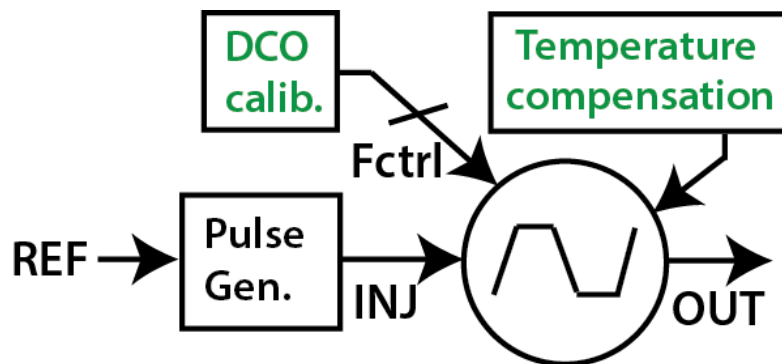 DCO
calib.
Temperature
compensation
Fctrl
REF
Pulse
Gen.
INJ
OUT